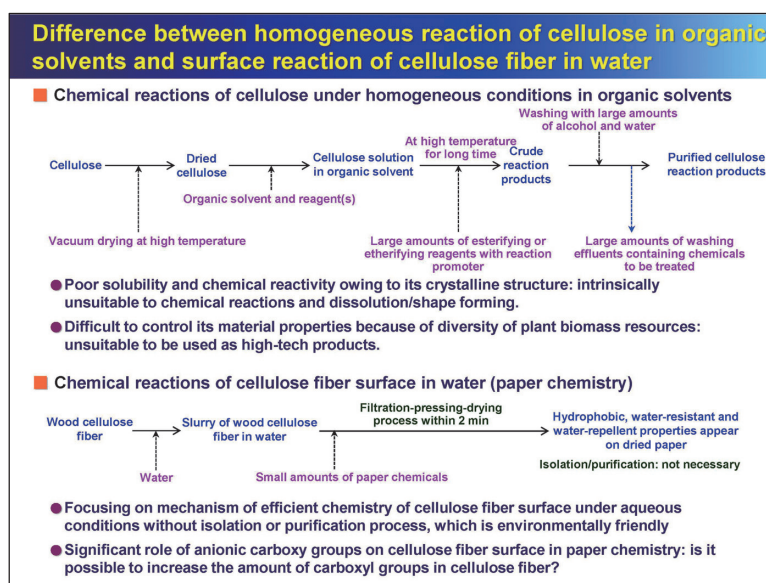 Difference between homogeneous reaction of cellulose in organic
solvents and surface reaction of cellulose fiber in water
Chemical reactions of cellulose under homogeneous conditions in organic solvents
Washing with large amounts
of alcohol and water
At high temperature
for long time
Cellulose
Dried
cellulose
Cellulose solution
in organic solvent
Crude
reaction
products
Purified cellulose
reaction products
Organic solvent and reagent(s)
Vacuum drying at high temperature
Large amounts of esterifying or
etherifying reagents with reaction
promoter
Large amounts of washing
effluents containing chemicals
to be treated
Poor solubility and chemical reactivity owing to its crystalline structure: intrinsically
unsuitable to chemical reactions and dissolution/shape forming.
Difficult to control its material properties because of diversity of plant biomass resources:
unsuitable to be used as high-tech products.
Chemical reactions of cellulose fiber surface in water (paper chemistry)
Filtration-pressing-drying
process within 2 min
Wood cellulose
fiber
Slurry of wood cellulose
fiber in water
Hydrophobic, water-resistant and
water-repellent properties appear
on dried paper
Isolation/purification: not necessary
Water
Small amounts of paper chemicals
Focusing on mechanism of efficient chemistry of cellulose fiber surface under aqueous
conditions without isolation or purification process, which is environmentally friendly
Significant role of anionic carboxy groups on cellulose fiber surface in paper chemistry: is it
possible to increase the amount of carboxyl groups in cellulose fiber?